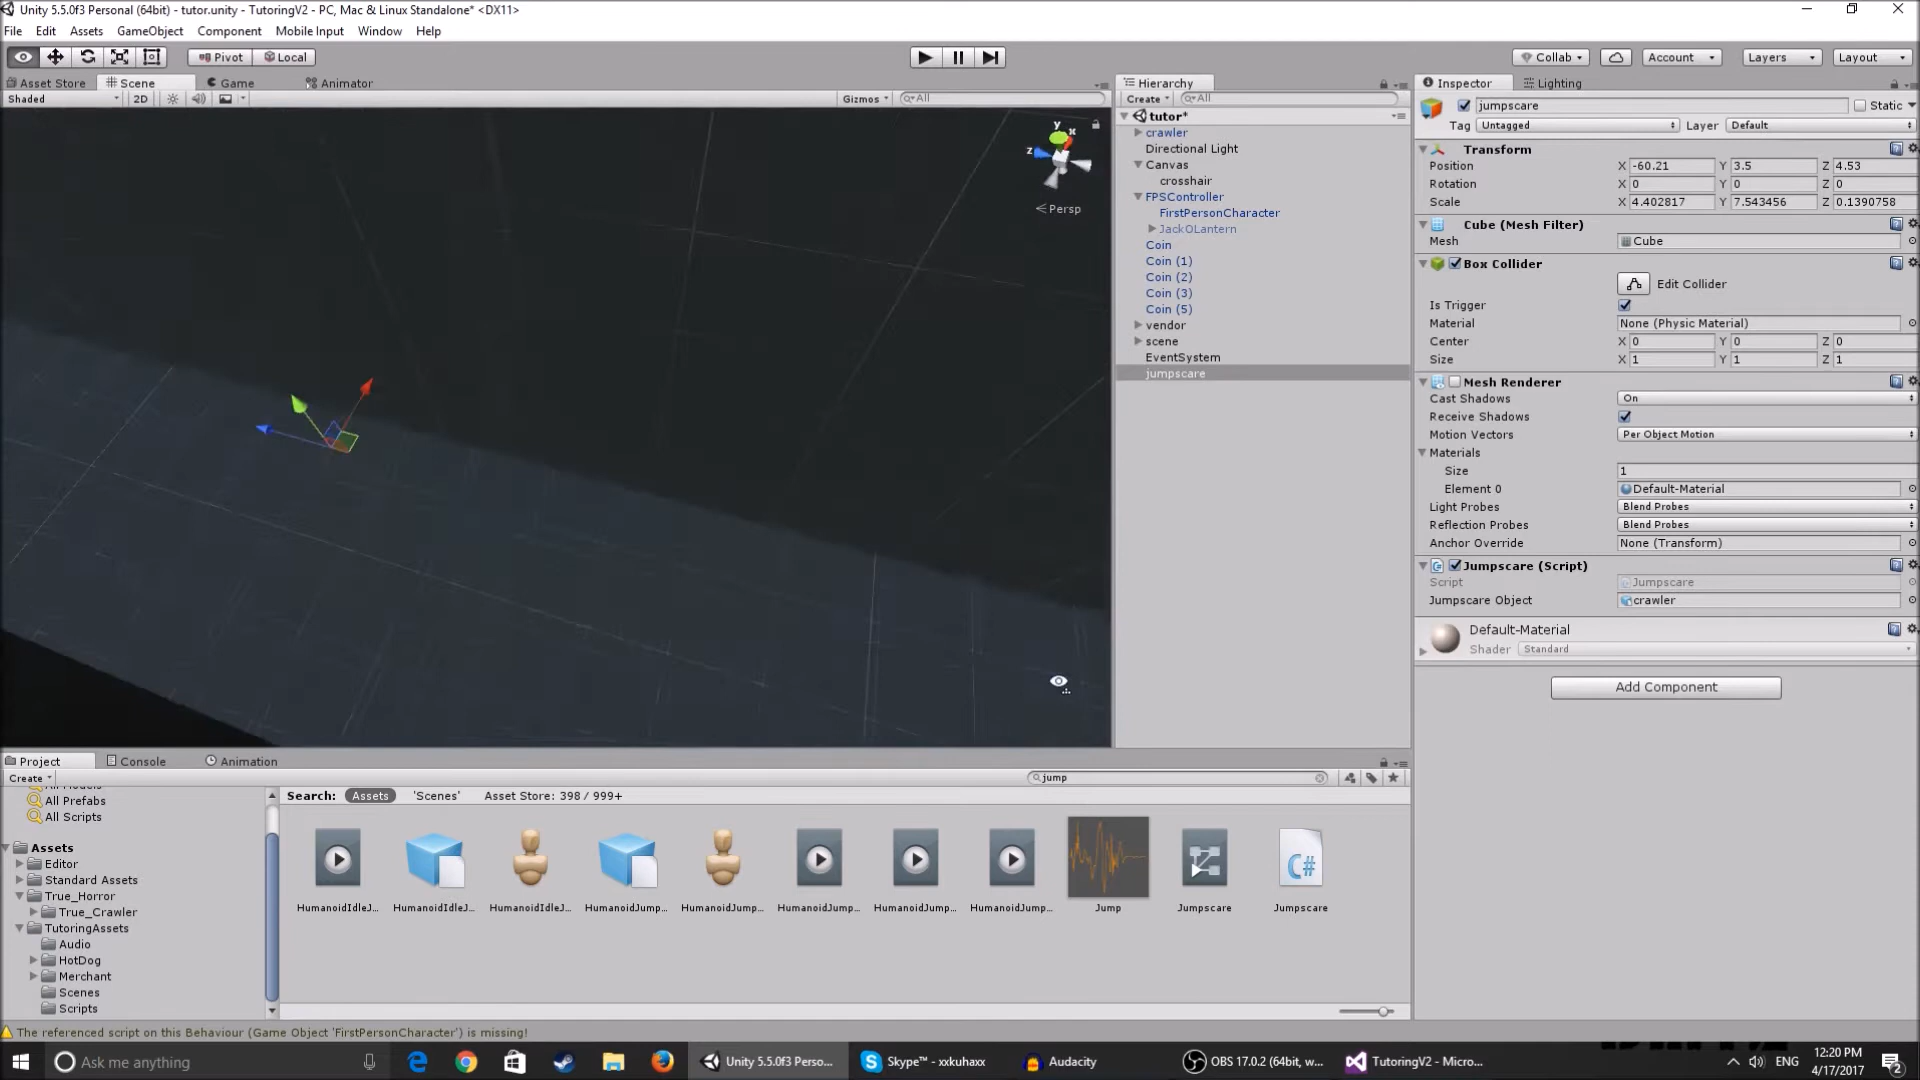 Unity 5.5.0f3 Personal (64bit) - tutor.unity - TutoringV2 - PC, Mac & Linux Standalone* <DX11>
File Edit Assets GameObject Component Mobile Input Window Help
Pivot Local Collab Account Layers Layout
Asset Store Scene Game Animator
Shaded 2D Gizmos All
y x z
Persp
Hierarchy
Create All
tutor*
crawler
Directional Light
Canvas
crosshair
FPSController
FirstPersonCharacter
JackOLantern
Coin
Coin (1)
Coin (2)
Coin (3)
Coin (5)
vendor
scene
EventSystem
jumpscare
Inspector Lighting
jumpscare Static
Tag Untagged Layer Default
Transform
Position X -60.21 Y 3.5 Z 4.53
Rotation X 0 Y 0 Z 0
Scale X 4.402817 Y 7.543456 Z 0.1390758
Cube (Mesh Filter)
Mesh Cube
Box Collider
Edit Collider
Is Trigger
Material None (Physic Material)
Center X 0 Y 0 Z 0
Size X 1 Y 1 Z 1
Mesh Renderer
Cast Shadows On
Receive Shadows
Motion Vectors Per Object Motion
Materials
Size 1
Element 0 Default-Material
Light Probes Blend Probes
Reflection Probes Blend Probes
Anchor Override None (Transform)
Jumpscare (Script)
Script Jumpscare
Jumpscare Object crawler
Default-Material
Shader Standard
Add Component
Project Console Animation
Create jump
All Prefabs
All Scripts
Assets
Editor
Standard Assets
True_Horror
True_Crawler
TutoringAssets
Audio
HotDog
Merchant
Scenes
Scripts
Search: Assets 'Scenes' Asset Store: 398 / 999+
C#
HumanoidIdleJ... HumanoidIdleJ... HumanoidIdleJ... HumanoidJump... HumanoidJump... HumanoidJump... HumanoidJump... HumanoidJump... Jump Jumpscare Jumpscare
The referenced script on this Behaviour (Game Object 'FirstPersonCharacter') is missing!
Ask me anything Unity 5.5.0f3 Perso... Skype™ - xxkuhaxx Audacity OBS 17.0.2 (64bit, w... TutoringV2 - Micro... ENG 12:20 PM
4/17/2017 2